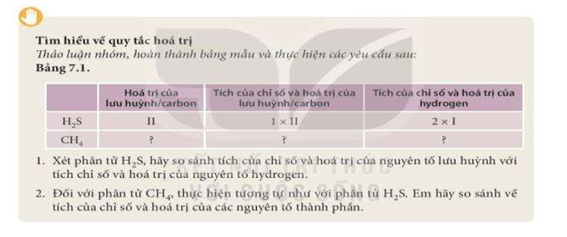 Tìm hiểu về quy tắc hoá trị
Thảo luận nhóm, hoàn thành bảng mẫu và thực hiện các yêu cầu sau:
Bảng 7.1.
Hoá trị của lưu huỳnh/carbon | Tích của chỉ số và hoá trị của lưu huỳnh/carbon | Tích của chỉ số và hoá trị của hydrogen
H₂S | II | 1 × II | 2 × I
CH₄ | ? | ? | ?
1. Xét phân tử H₂S, hãy so sánh tích của chỉ số và hoá trị của nguyên tố lưu huỳnh với
tích chỉ số và hoá trị của nguyên tố hydrogen.
2. Đối với phân tử CH₄, thực hiện tương tự như với phân tử H₂S. Em hãy so sánh về
tích của chỉ số và hoá trị của các nguyên tố thành phần.